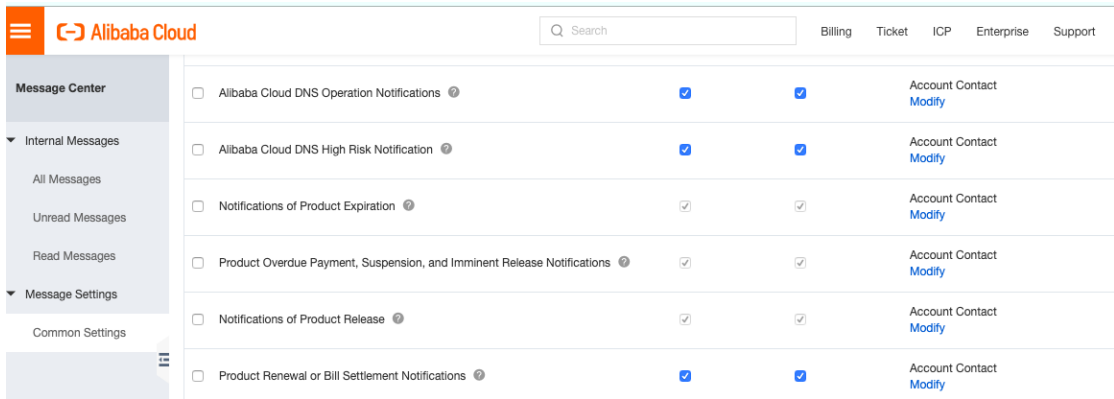 Alibaba Cloud
Search
Billing
Ticket
ICP
Enterprise
Support
Message Center
Internal Messages
All Messages
Unread Messages
Read Messages
Message Settings
Common Settings
Alibaba Cloud DNS Operation Notifications ?
Account Contact
Modify
Alibaba Cloud DNS High Risk Notification ?
Account Contact
Modify
Notifications of Product Expiration ?
Account Contact
Modify
Product Overdue Payment, Suspension, and Imminent Release Notifications ?
Account Contact
Modify
Notifications of Product Release ?
Account Contact
Modify
Product Renewal or Bill Settlement Notifications ?
Account Contact
Modify